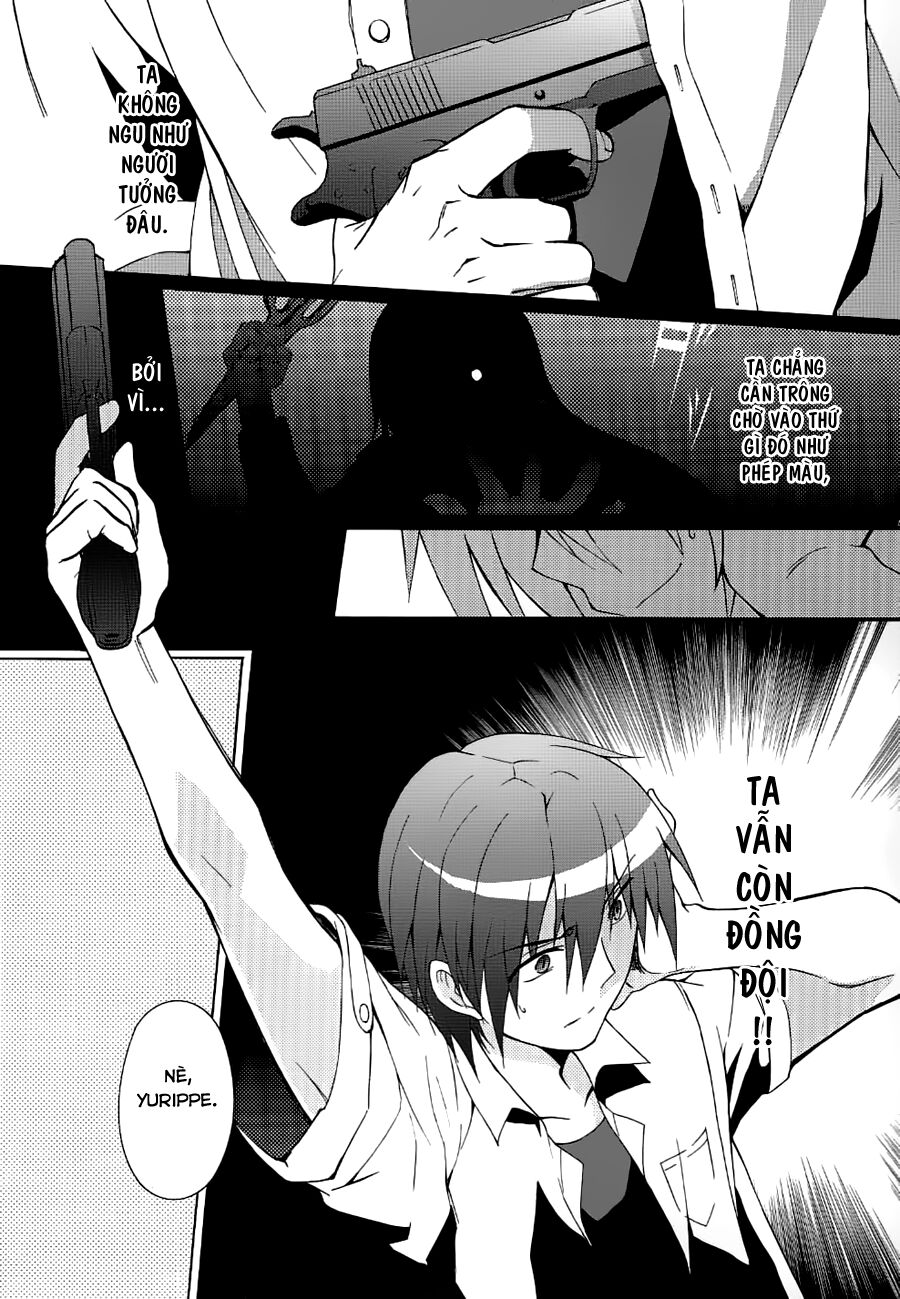 TA
KHÔNG
NGU NHƯ
NGƯƠI
TƯỞNG
ĐÂU.
TA CHẲNG
CẦN TRÔNG
CHỜ VÀO THỨ
GÌ ĐÓ NHƯ
PHÉP MÀU,
BỞI
VÌ...
TA
VẪN
CÒN
ĐỒNG
ĐỘI
!!
NÈ,
YURIPPE.